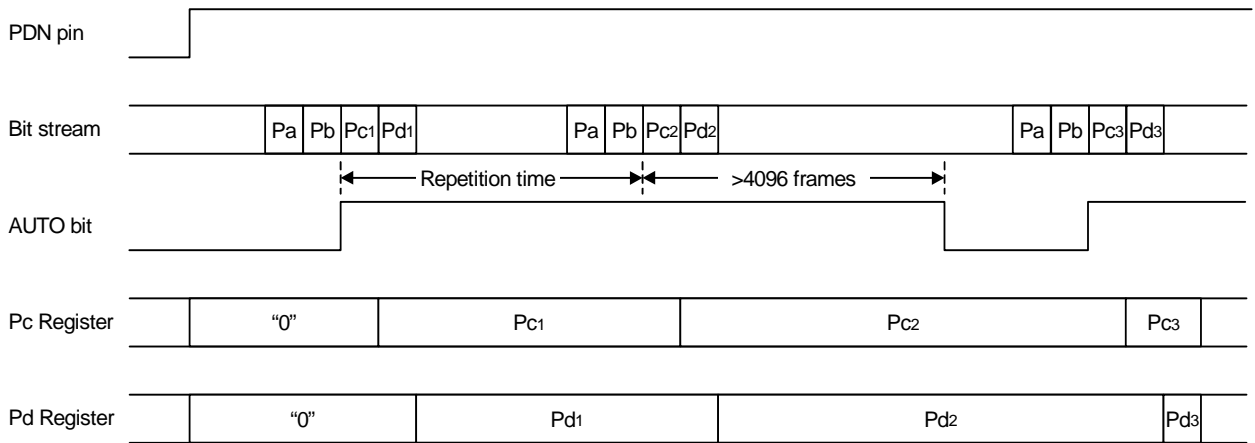 PDN pin
Bit stream Pa Pb Pc1 Pd1 Pa Pb Pc2 Pd2 Pa Pb Pc3 Pd3
Repetition time >4096 frames
AUTO bit
Pc Register “0” Pc1 Pc2 Pc3
Pd Register “0” Pd1 Pd2 Pd3